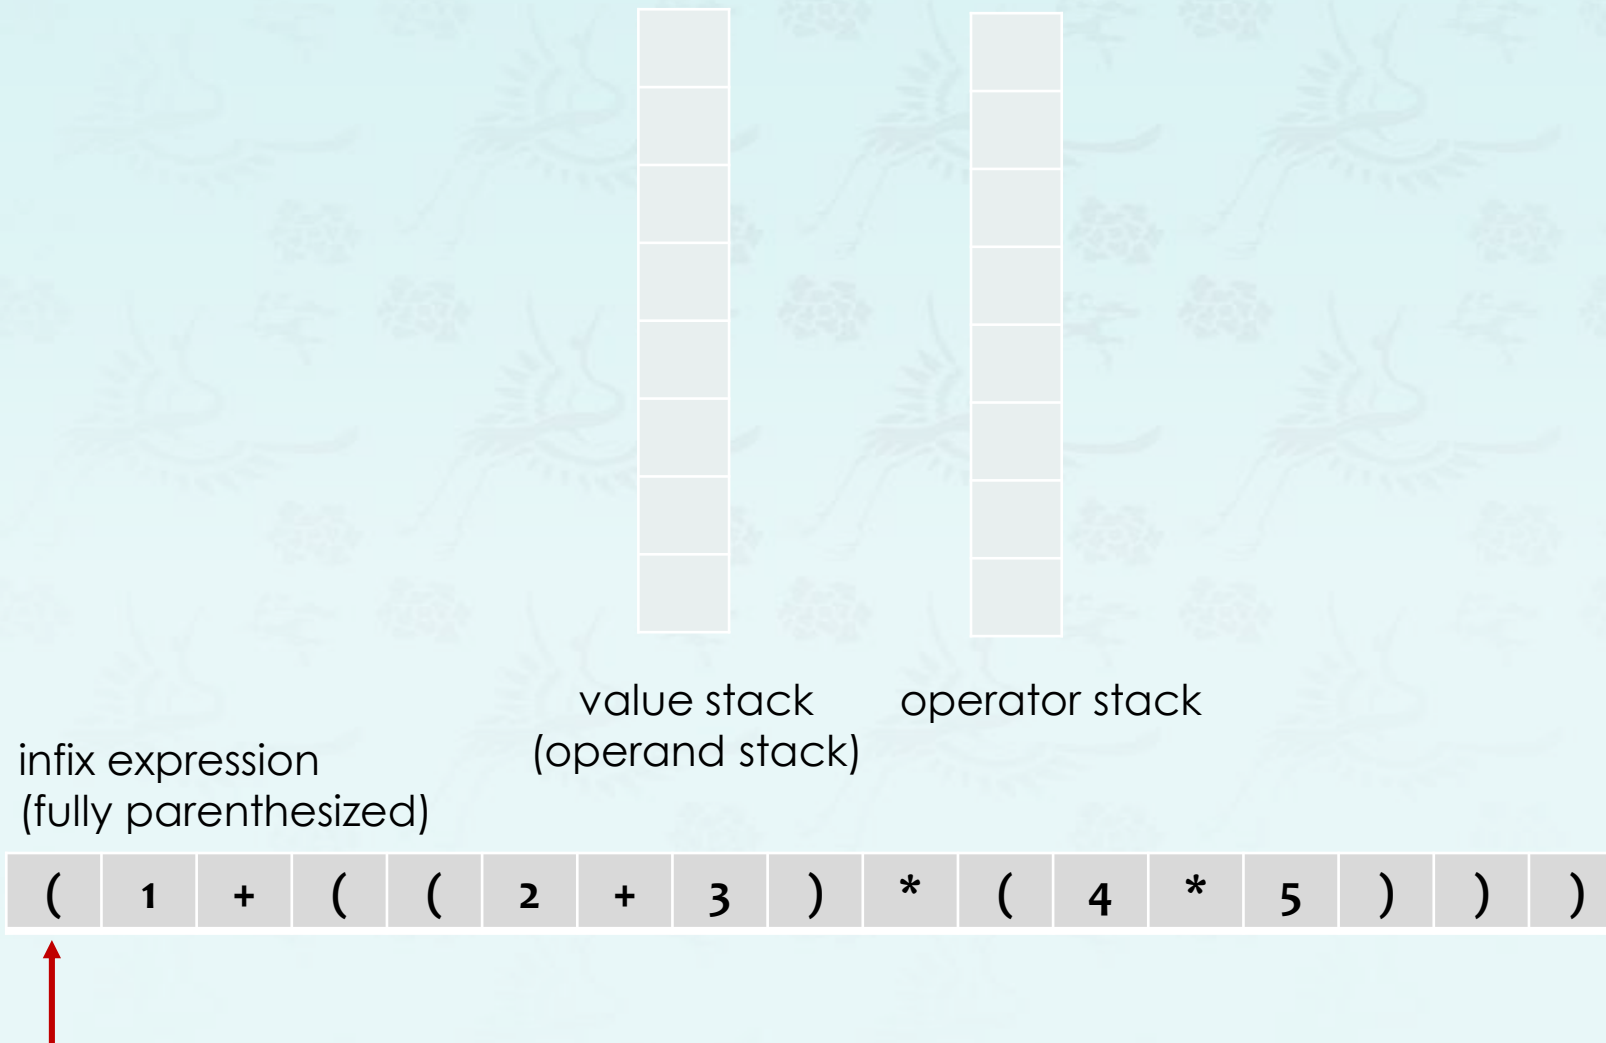 value stack
(operand stack)
operator stack
infix expression
(fully parenthesized)
( 1 + ( ( 2 + 3 ) * ( 4 * 5 ) ) )